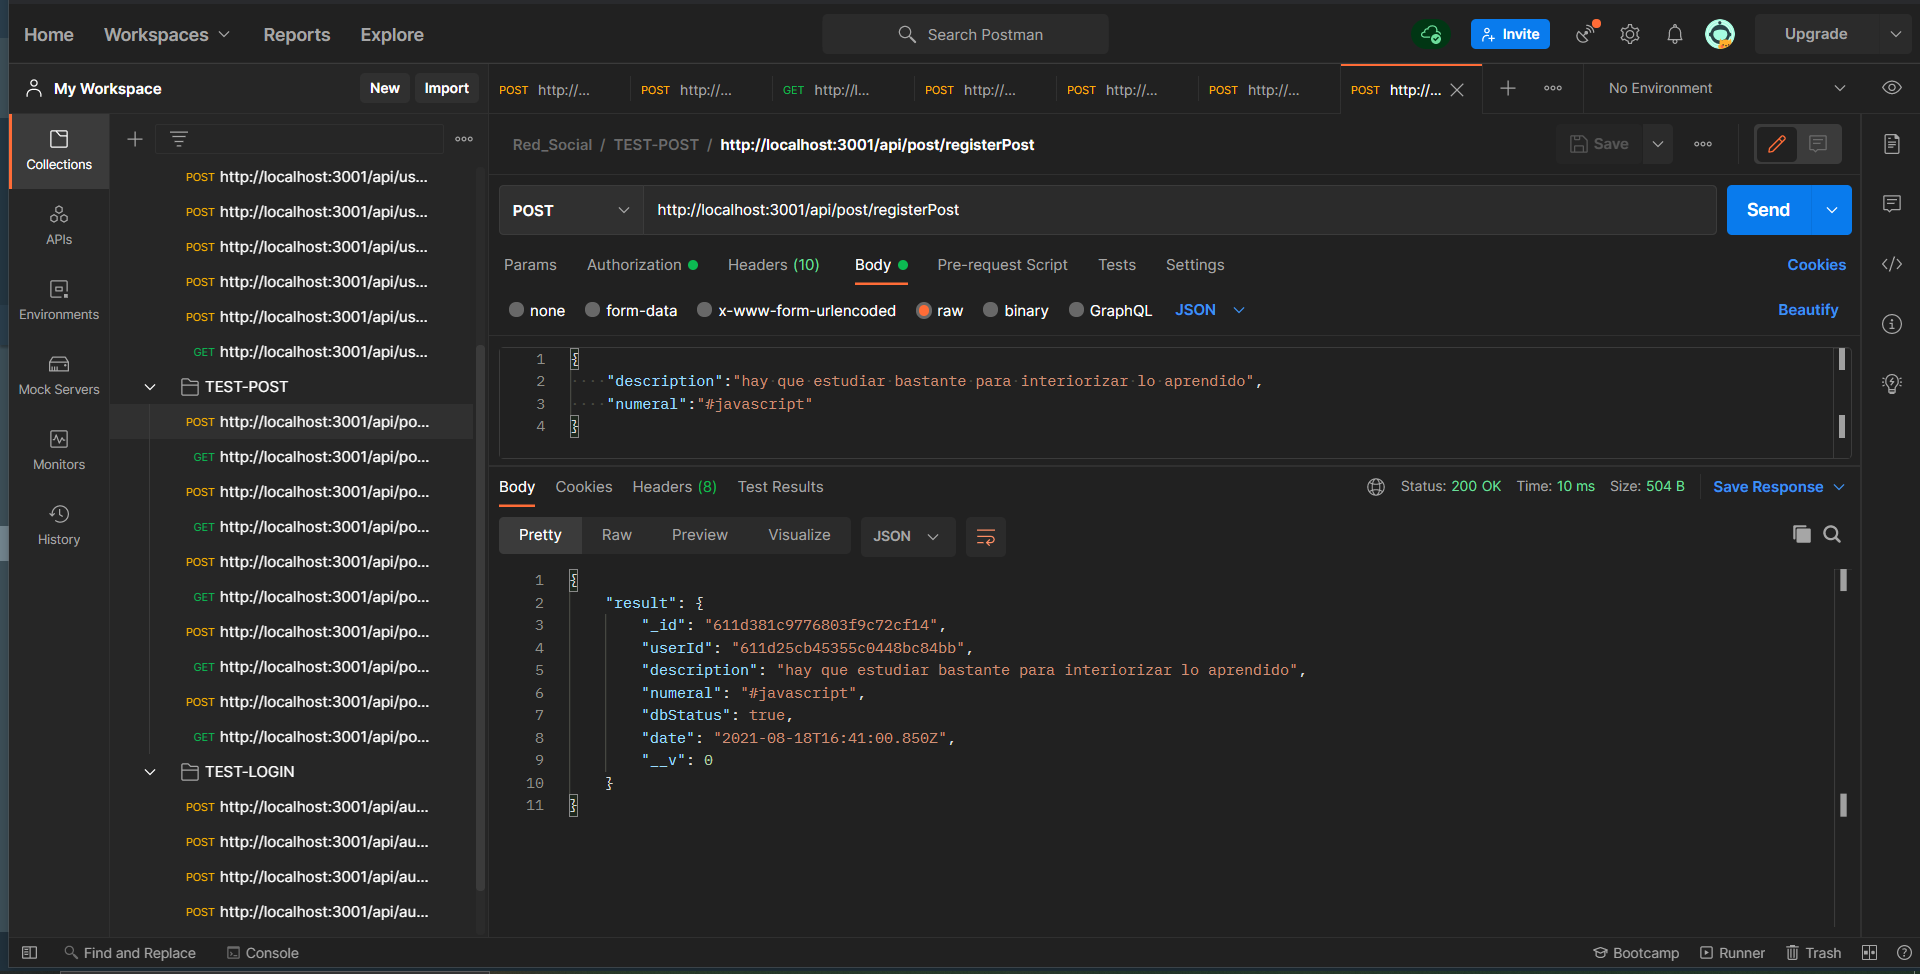 Home Workspaces Reports Explore Search Postman Invite Upgrade
My Workspace New Import
POST http://... POST http://... GET http://l... POST http://... POST http://... POST http://... POST http://... No Environment
Red_Social / TEST-POST / http://localhost:3001/api/post/registerPost Save
POST http://localhost:3001/api/post/registerPost Send
Params Authorization Headers (10) Body Pre-request Script Tests Settings Cookies
none form-data x-www-form-urlencoded raw binary GraphQL JSON Beautify
1 {
2 "description":"hay que estudiar bastante para interiorizar lo aprendido",
3 "numeral":"#javascript"
4 }
Body Cookies Headers (8) Test Results Status: 200 OK Time: 10 ms Size: 504 B Save Response
Pretty Raw Preview Visualize JSON
1 {
2 "result": {
3 "_id": "611d381c9776803f9c72cf14",
4 "userId": "611d25cb45355c0448bc84bb",
5 "description": "hay que estudiar bastante para interiorizar lo aprendido",
6 "numeral": "#javascript",
7 "dbStatus": true,
8 "date": "2021-08-18T16:41:00.850Z",
9 "__v": 0
10 }
11 }
Collections
APIs
Environments
Mock Servers
Monitors
History
POST http://localhost:3001/api/us...
POST http://localhost:3001/api/us...
POST http://localhost:3001/api/us...
POST http://localhost:3001/api/us...
POST http://localhost:3001/api/us...
GET http://localhost:3001/api/us...
TEST-POST
POST http://localhost:3001/api/po...
GET http://localhost:3001/api/po...
POST http://localhost:3001/api/po...
GET http://localhost:3001/api/po...
POST http://localhost:3001/api/po...
GET http://localhost:3001/api/po...
POST http://localhost:3001/api/po...
GET http://localhost:3001/api/po...
POST http://localhost:3001/api/po...
GET http://localhost:3001/api/po...
TEST-LOGIN
POST http://localhost:3001/api/au...
POST http://localhost:3001/api/au...
POST http://localhost:3001/api/au...
POST http://localhost:3001/api/au...
Find and Replace Console Bootcamp Runner Trash